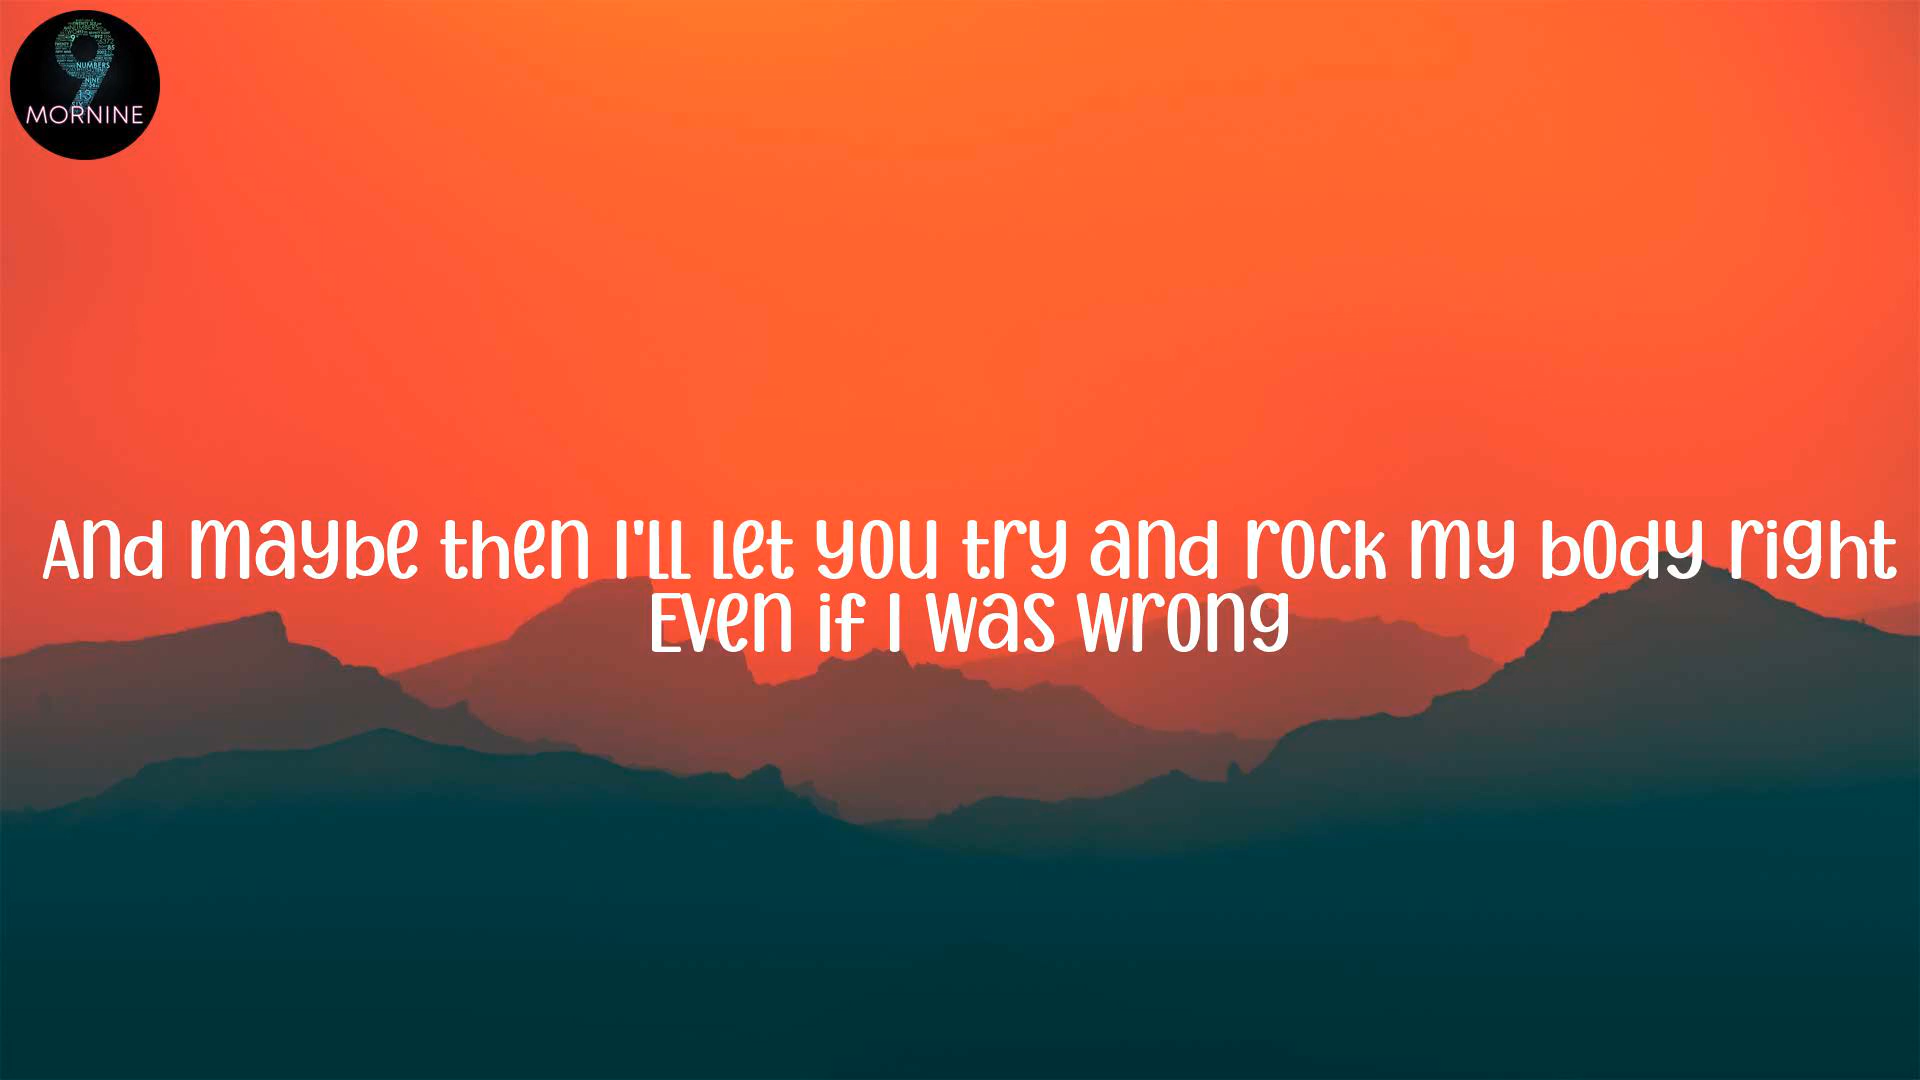 MORNINE
And maybe then I'll let you try and rock my body right
Even if I was wrong